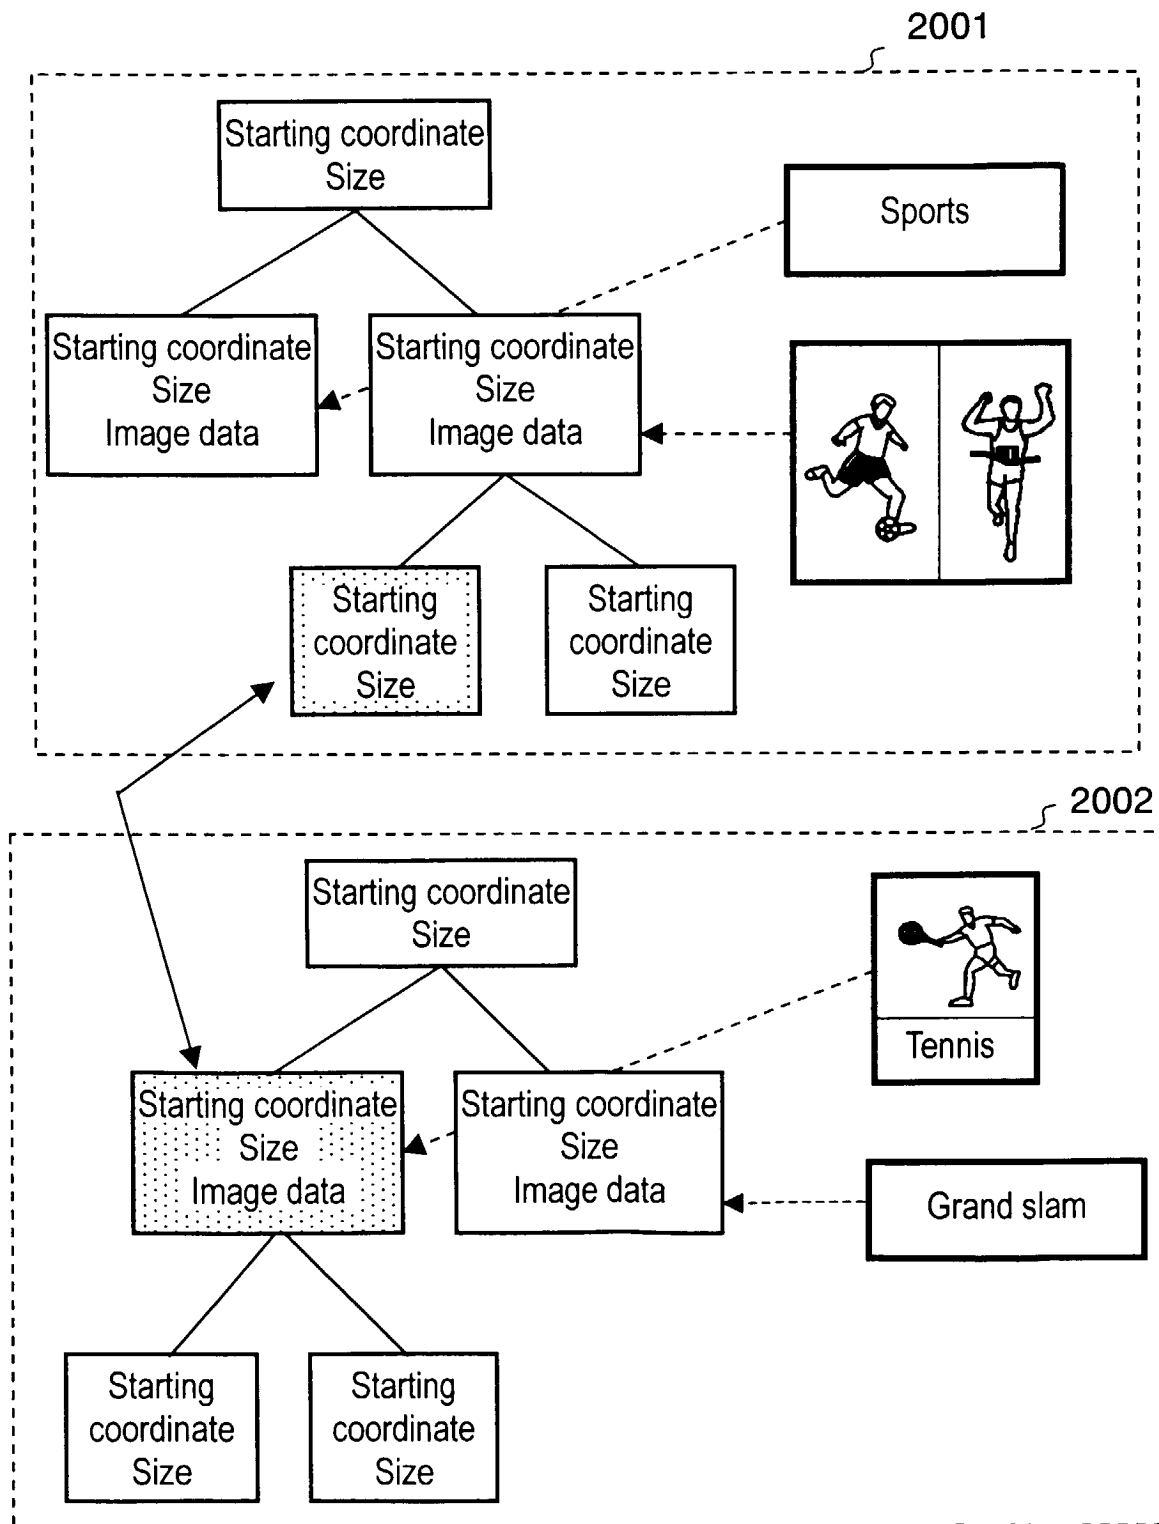 2001
Starting coordinate
Size
Sports
Starting coordinate
Size
Image data
Starting coordinate
Size
Image data
Starting
coordinate
Size
Starting
coordinate
Size
2002
Starting coordinate
Size
Tennis
Starting coordinate
Size
Image data
Starting coordinate
Size
Image data
Grand slam
Starting
coordinate
Size
Starting
coordinate
Size